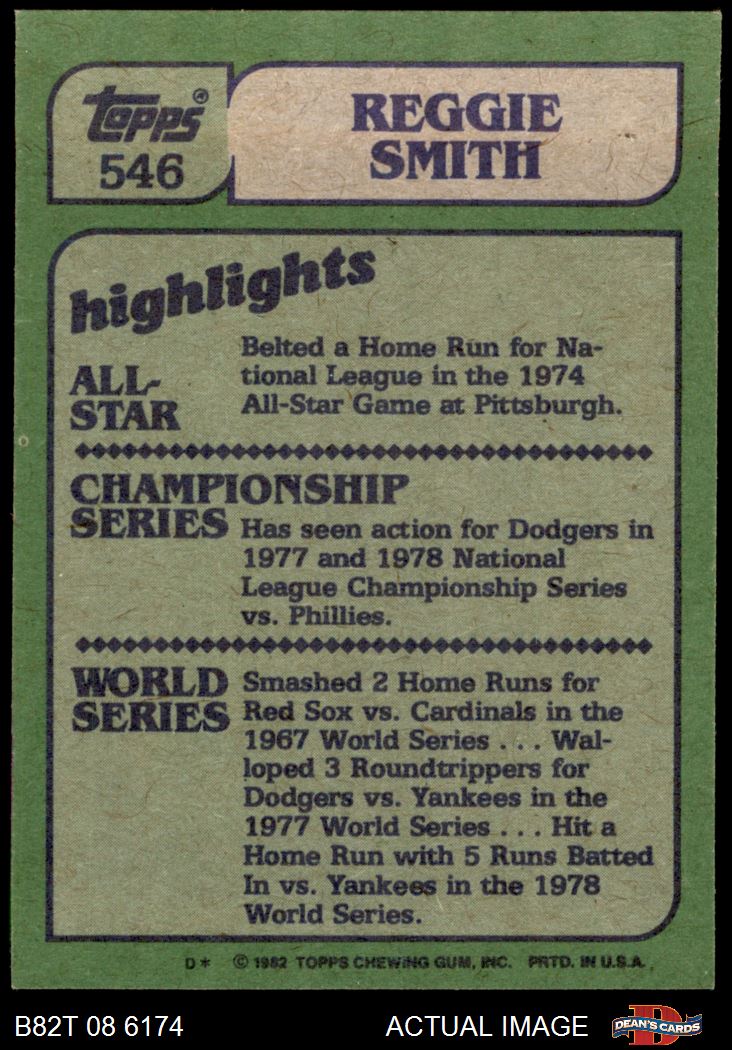 topps®
546
REGGIE
SMITH
highlights
ALL-
STAR
Belted a Home Run for Na-
tional League in the 1974
All-Star Game at Pittsburgh.
CHAMPIONSHIP
SERIES
Has seen action for Dodgers in
1977 and 1978 National
League Championship Series
vs. Phillies.
WORLD
SERIES
Smashed 2 Home Runs for
Red Sox vs. Cardinals in the
1967 World Series . . . Wal-
loped 3 Roundtrippers for
Dodgers vs. Yankees in the
1977 World Series . . . Hit a
Home Run with 5 Runs Batted
In vs. Yankees in the 1978
World Series.
D* © 1982 TOPPS CHEWING GUM, INC. PRTD. IN U.S.A.
B82T 08 6174
ACTUAL IMAGE
D
DEAN'S CARDS